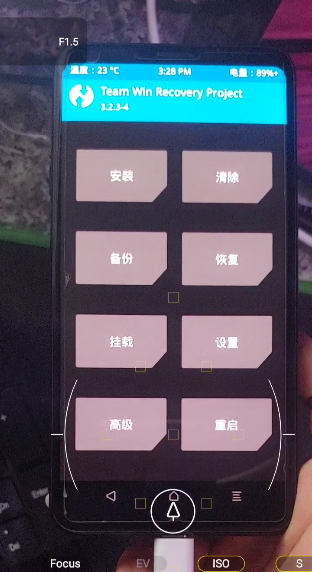 F1.5
温度：23 °C 3:28 PM 电量：89%+
Team Win Recovery Project
3.2.3-4
安装 清除
备份 恢复
挂载 设置
高级 重启
Focus EV ISO S